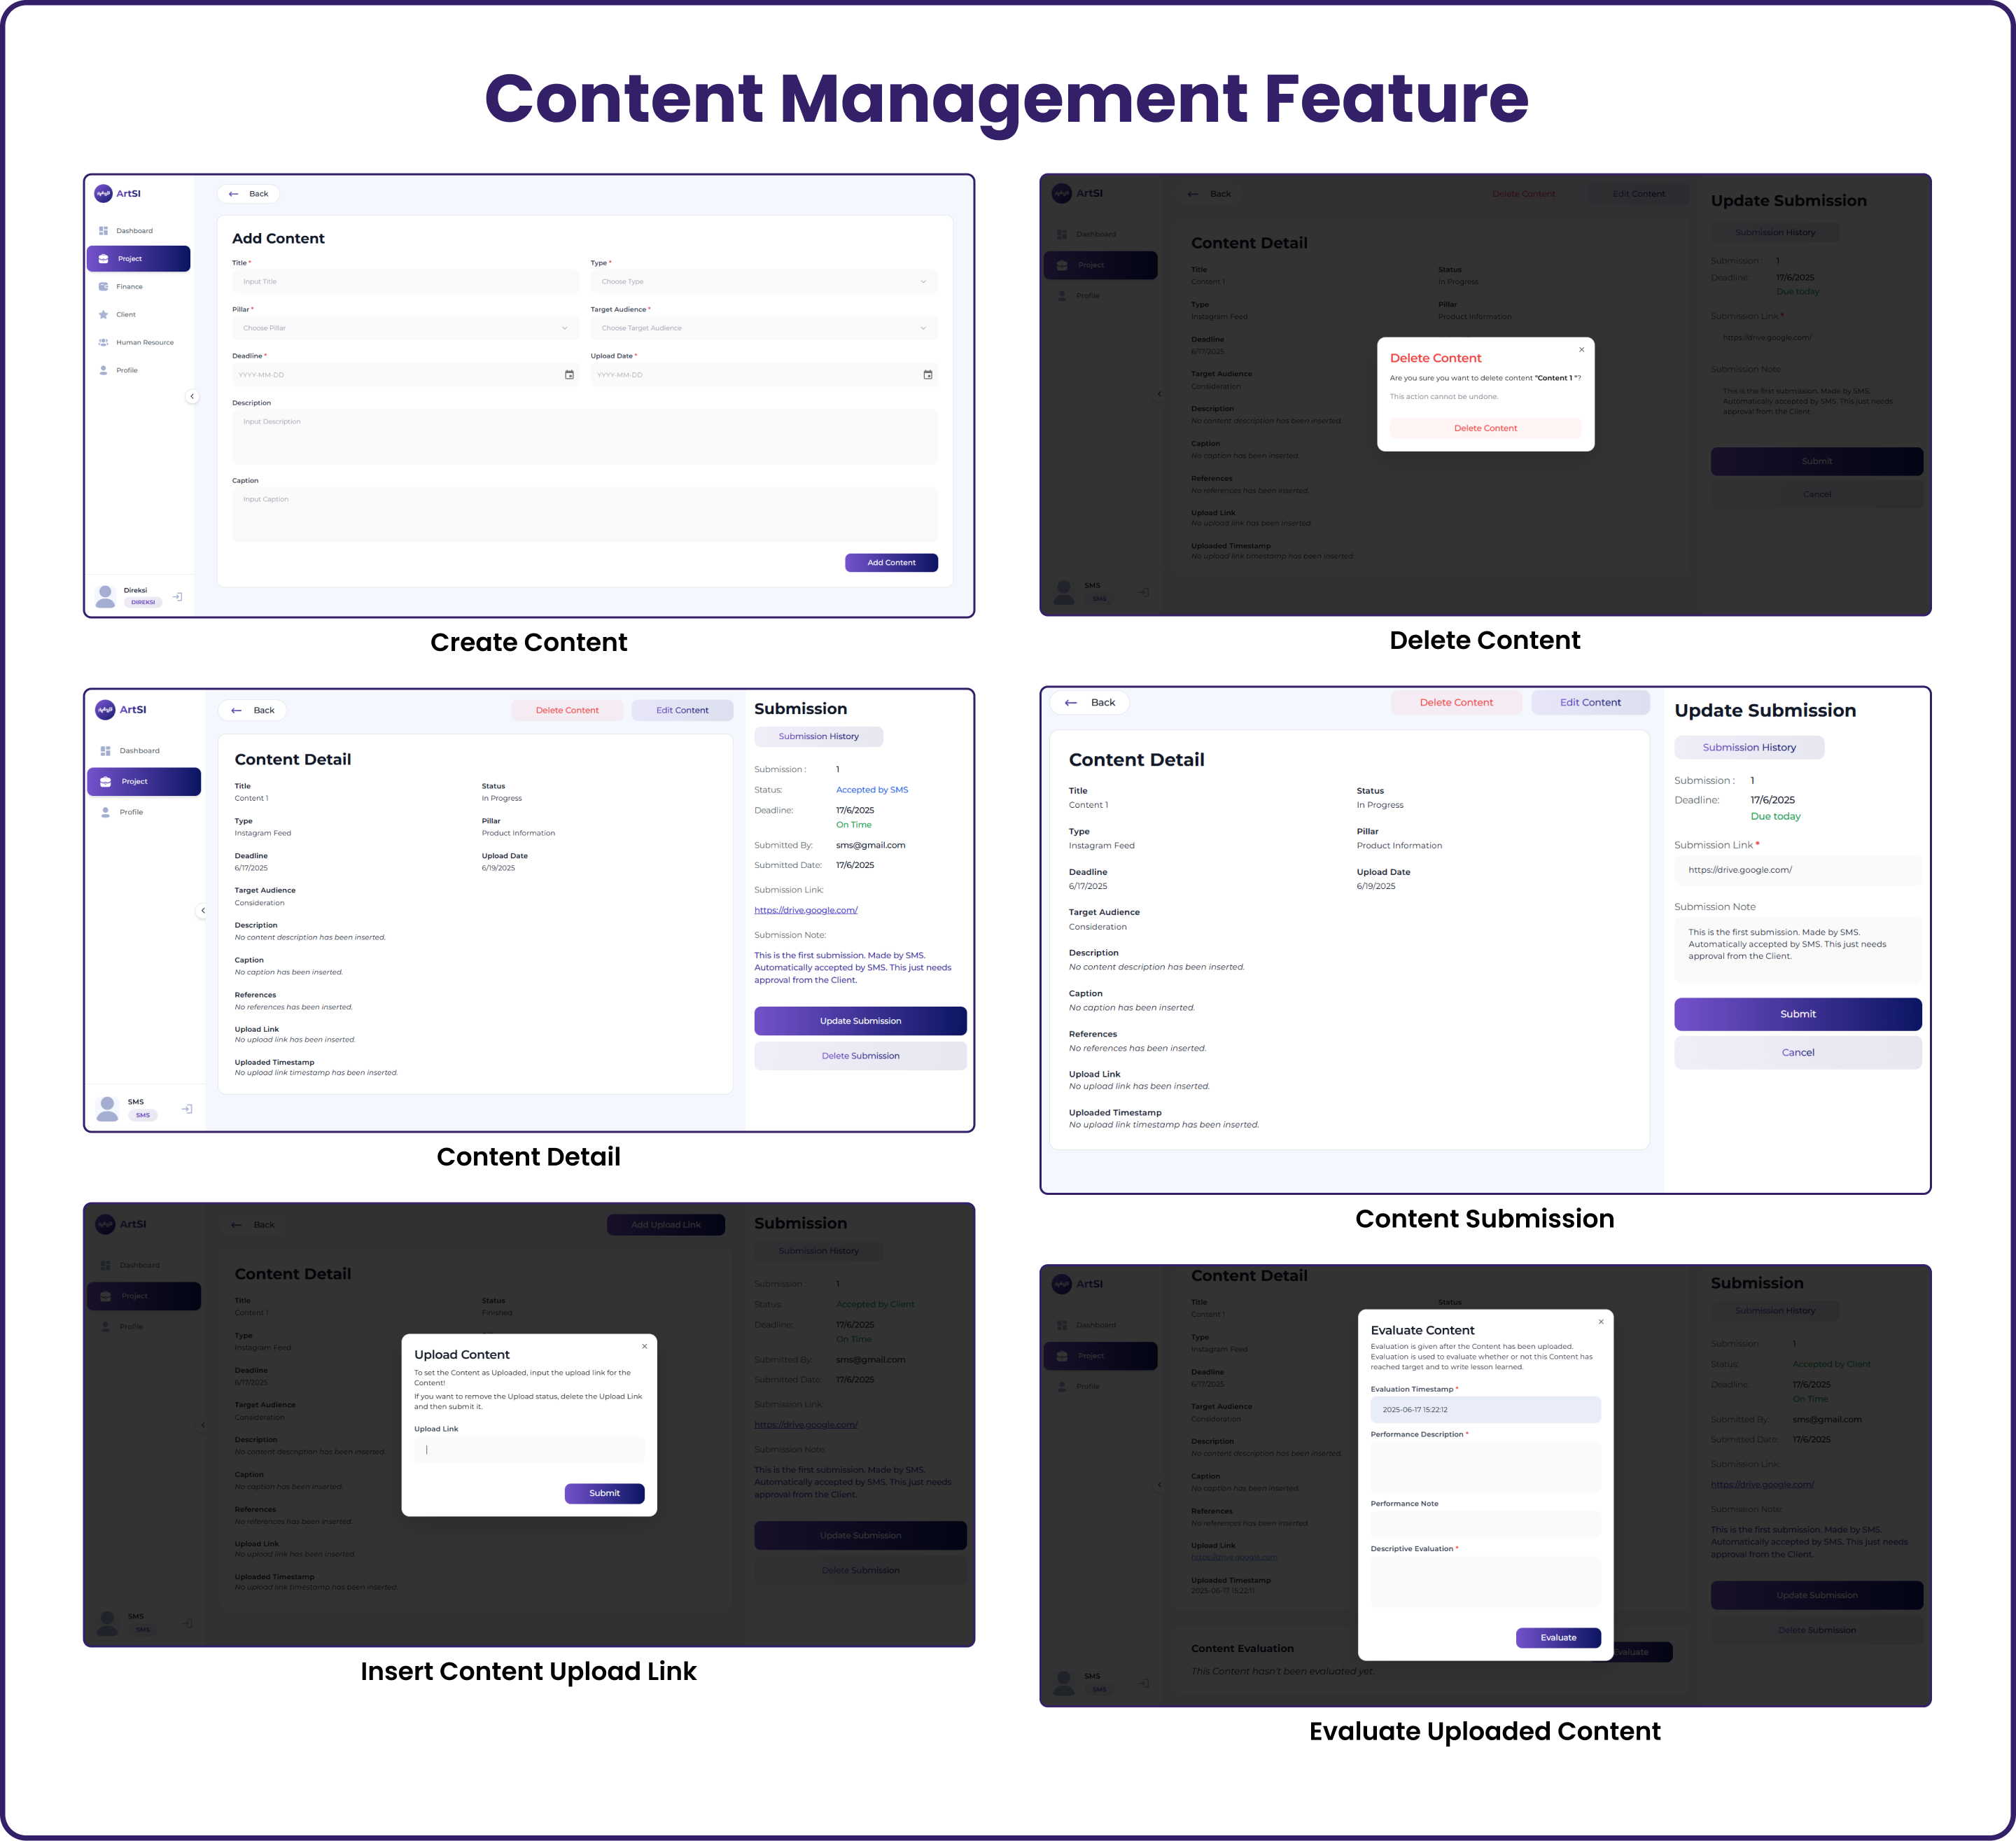 Content Management Feature
ArtSI
Dashboard
Project
Finance
Client
Human Resource
Profile
Direksi
DIREKSI
Back
Add Content
Title *
Type *
Input Title
Choose Type
Pillar *
Target Audience *
Choose Pillar
Choose Target Audience
Deadline *
Upload Date *
YYYY-MM-DD
YYYY-MM-DD
Description
Input Description
Caption
Input Caption
Add Content
Create Content
ArtSI
Dashboard
Project
Profile
SMS
SMS
Back
Delete Content
Edit Content
Content Detail
Title
Status
Content 1
In Progress
Type
Pillar
Instagram Feed
Product Information
Deadline
6/17/2025
Target Audience
Consideration
Description
No content description has been inserted.
Caption
No caption has been inserted.
References
No references has been inserted.
Upload Link
No upload link has been inserted.
Uploaded Timestamp
No upload link timestamp has been inserted.
Delete Content
Are you sure you want to delete content "Content 1 "?
This action cannot be undone.
Delete Content
Update Submission
Submission History
Submission : 1
Deadline: 17/6/2025
Due today
Submission Link *
https://drive.google.com/
Submission Note
This is the first submission. Made by SMS.
Automatically accepted by SMS. This just needs
approval from the Client.
Submit
Cancel
Delete Content
ArtSI
Dashboard
Project
Profile
SMS
SMS
Back
Delete Content
Edit Content
Content Detail
Title
Status
Content 1
In Progress
Type
Pillar
Instagram Feed
Product Information
Deadline
Upload Date
6/17/2025
6/19/2025
Target Audience
Consideration
Description
No content description has been inserted.
Caption
No caption has been inserted.
References
No references has been inserted.
Upload Link
No upload link has been inserted.
Uploaded Timestamp
No upload link timestamp has been inserted.
Submission
Submission History
Submission : 1
Status: Accepted by SMS
Deadline: 17/6/2025
On Time
Submitted By: sms@gmail.com
Submitted Date: 17/6/2025
Submission Link:
https://drive.google.com/
Submission Note:
This is the first submission. Made by SMS.
Automatically accepted by SMS. This just needs
approval from the Client.
Update Submission
Delete Submission
Content Detail
Back
Delete Content
Edit Content
Content Detail
Title
Status
Content 1
In Progress
Type
Pillar
Instagram Feed
Product Information
Deadline
Upload Date
6/17/2025
6/19/2025
Target Audience
Consideration
Description
No content description has been inserted.
Caption
No caption has been inserted.
References
No references has been inserted.
Upload Link
No upload link has been inserted.
Uploaded Timestamp
No upload link timestamp has been inserted.
Update Submission
Submission History
Submission : 1
Deadline: 17/6/2025
Due today
Submission Link *
https://drive.google.com/
Submission Note
This is the first submission. Made by SMS.
Automatically accepted by SMS. This just needs
approval from the Client.
Submit
Cancel
Content Submission
ArtSI
Dashboard
Project
Profile
SMS
SMS
Back
Add Upload Link
Content Detail
Title
Status
Content 1
Finished
Type
Instagram Feed
Deadline
6/17/2025
Target Audience
Consideration
Description
No content description has been inserted.
Caption
No caption has been inserted.
References
No references has been inserted.
Upload Link
No upload link has been inserted.
Uploaded Timestamp
No upload link timestamp has been inserted.
Upload Content
To set the Content as Uploaded, input the upload link for the
Content!
If you want to remove the Upload status, delete the Upload Link
and then submit it.
Upload Link
Submit
Submission
Submission History
Submission : 1
Status: Accepted by Client
Deadline: 17/6/2025
On Time
Submitted By: sms@gmail.com
Submitted Date: 17/6/2025
Submission Link:
https://drive.google.com/
Submission Note:
This is the first submission. Made by SMS.
Automatically accepted by SMS. This just needs
approval from the Client.
Update Submission
Delete Submission
Insert Content Upload Link
ArtSI
Dashboard
Project
Profile
SMS
SMS
Content Detail
Title
Status
Content 1
Type
Instagram Feed
Deadline
6/17/2025
Target Audience
Consideration
Description
No content description has been inserted.
Caption
No caption has been inserted.
References
No references has been inserted.
Upload Link
https://drive.google.com
Uploaded Timestamp
2025-06-17 15:22:11
Content Evaluation
Evaluate
This Content hasn't been evaluated yet.
Evaluate Content
Evaluation is given after the Content has been uploaded.
Evaluation is used to evaluate whether or not this Content has
reached target and to write lesson learned.
Evaluation Timestamp *
2025-06-17 15:22:12
Performance Description *
Performance Note
Descriptive Evaluation *
Evaluate
Submission
Submission History
Submission : 1
Status: Accepted by Client
Deadline: 17/6/2025
On Time
Submitted By: sms@gmail.com
Submitted Date: 17/6/2025
Submission Link:
https://drive.google.com/
Submission Note:
This is the first submission. Made by SMS.
Automatically accepted by SMS. This just needs
approval from the Client.
Update Submission
Delete Submission
Evaluate Uploaded Content